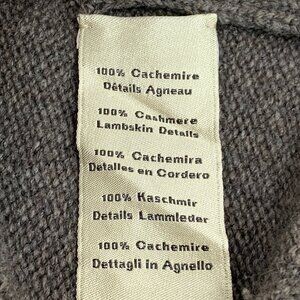 100% Cachemire
Détails Agneau
100% Cashmere
Lambskin Details
100% Cachemira
Detalles en Cordero
100% Kaschmir
Details Lammleder
100% Cachemire
Dettagli in Agnello